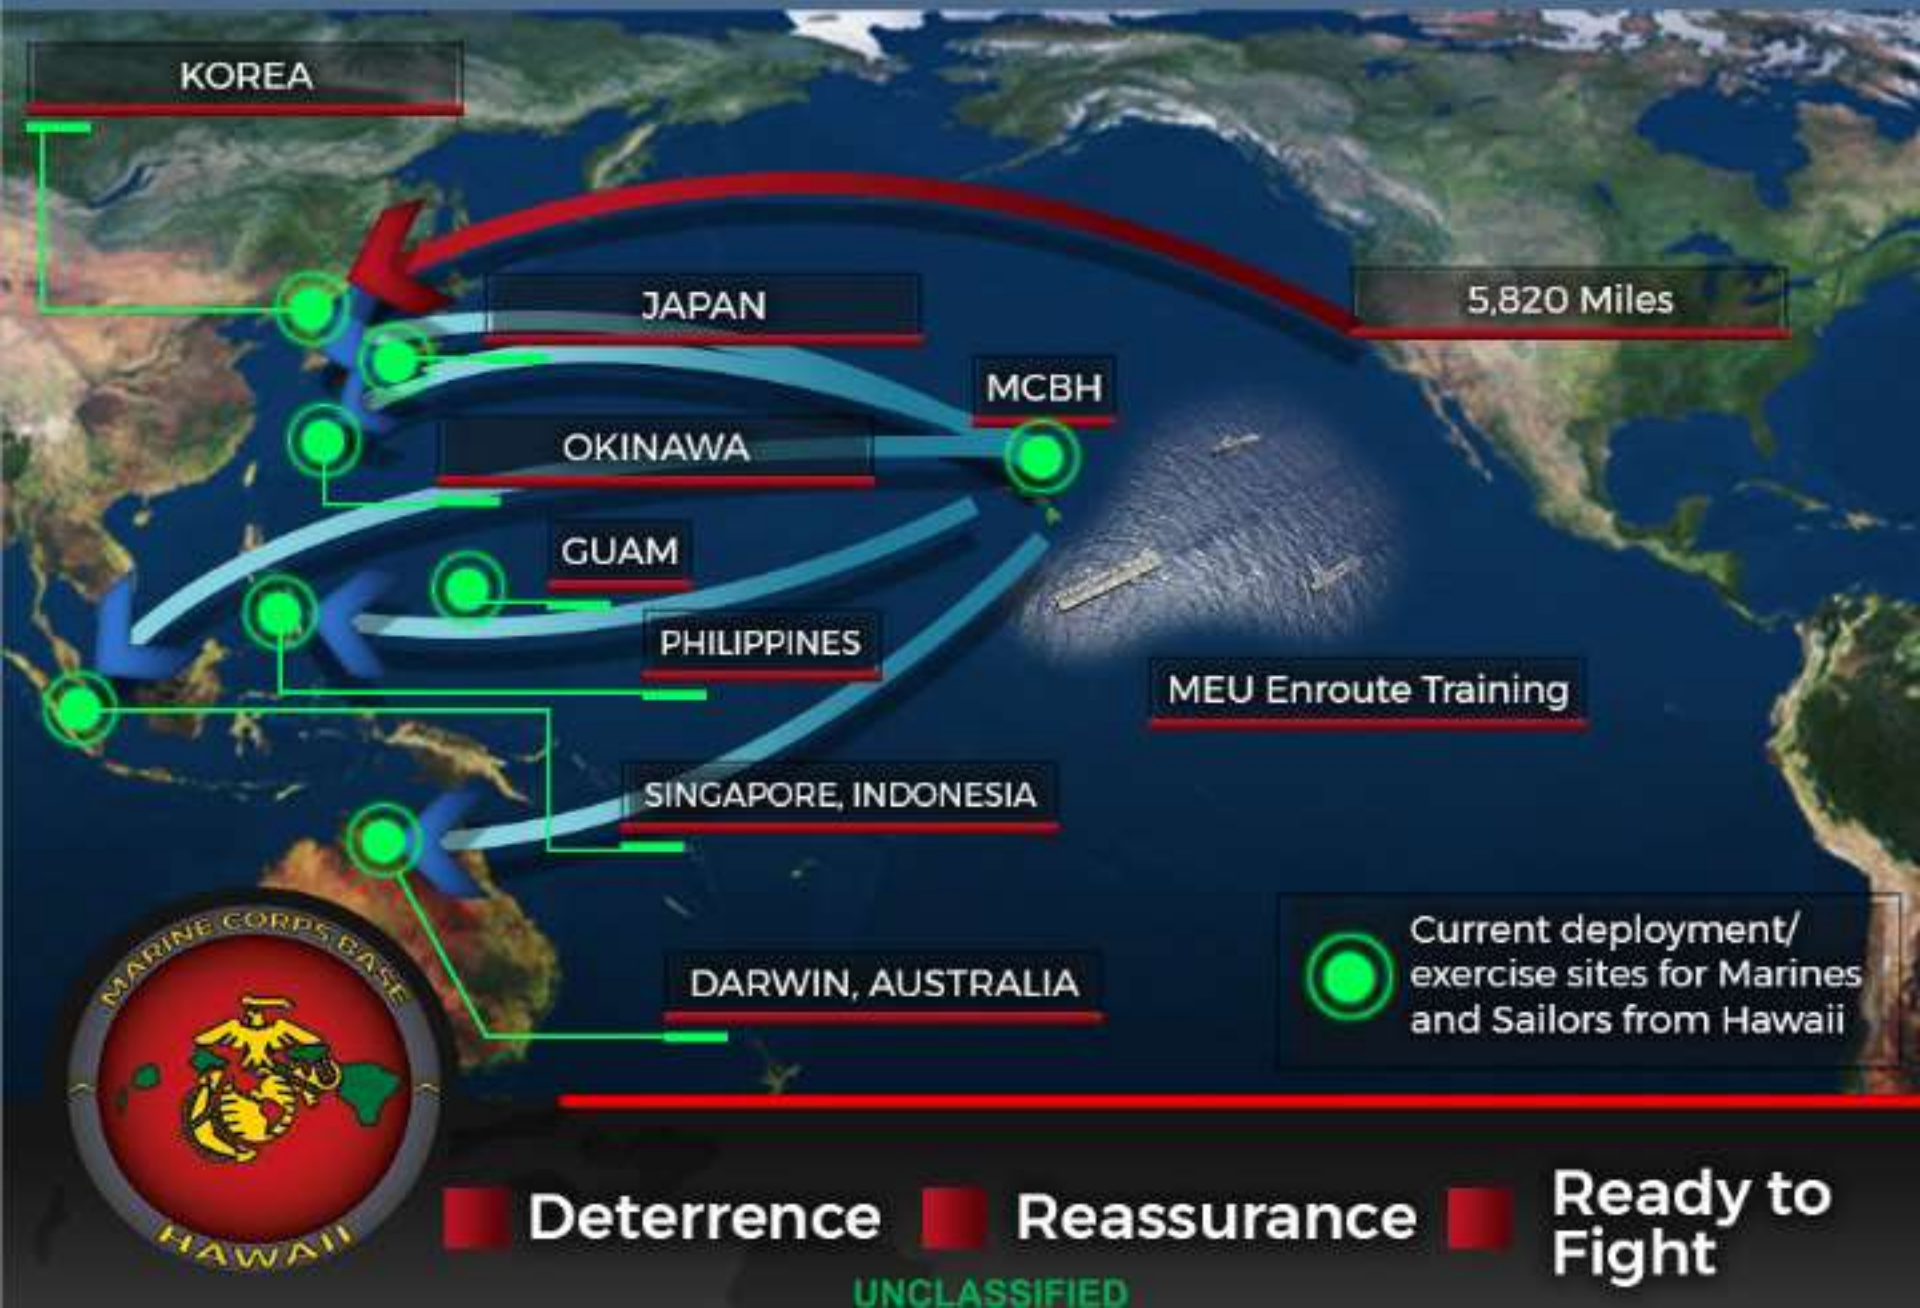 KOREA
JAPAN
5,820 Miles
MCBH
OKINAWA
GUAM
PHILIPPINES
MEU Enroute Training
SINGAPORE, INDONESIA
DARWIN, AUSTRALIA
Current deployment/
exercise sites for Marines
and Sailors from Hawaii
MARINE CORPS BASE
HAWAII
Deterrence
Reassurance
Ready to
Fight
UNCLASSIFIED